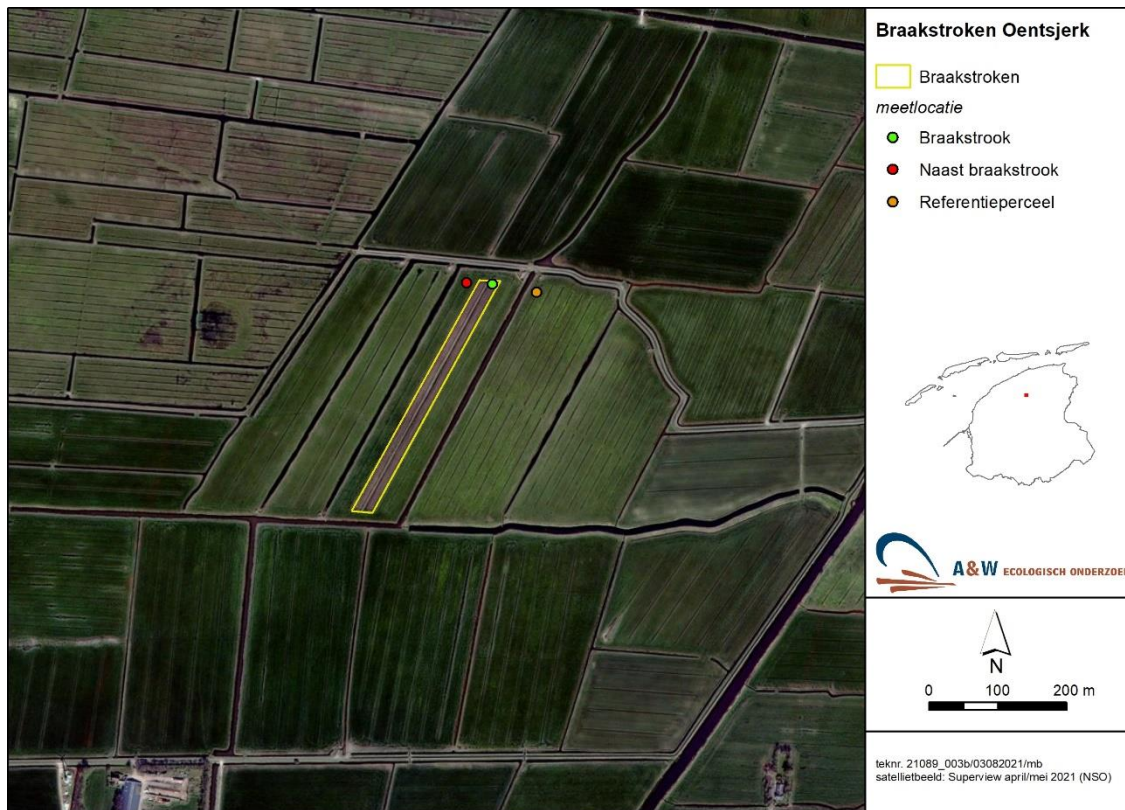 Braakstroken Oentsjerk
Braakstroken
meetlocatie
Braakstrook
Naast braakstrook
Referentieperceel
A&W ECOLOGISCH ONDERZOE
N
0 100 200 m
teknr. 21089_003b/03082021/mb
satellietbeeld: Superview april/mei 2021 (NSO)